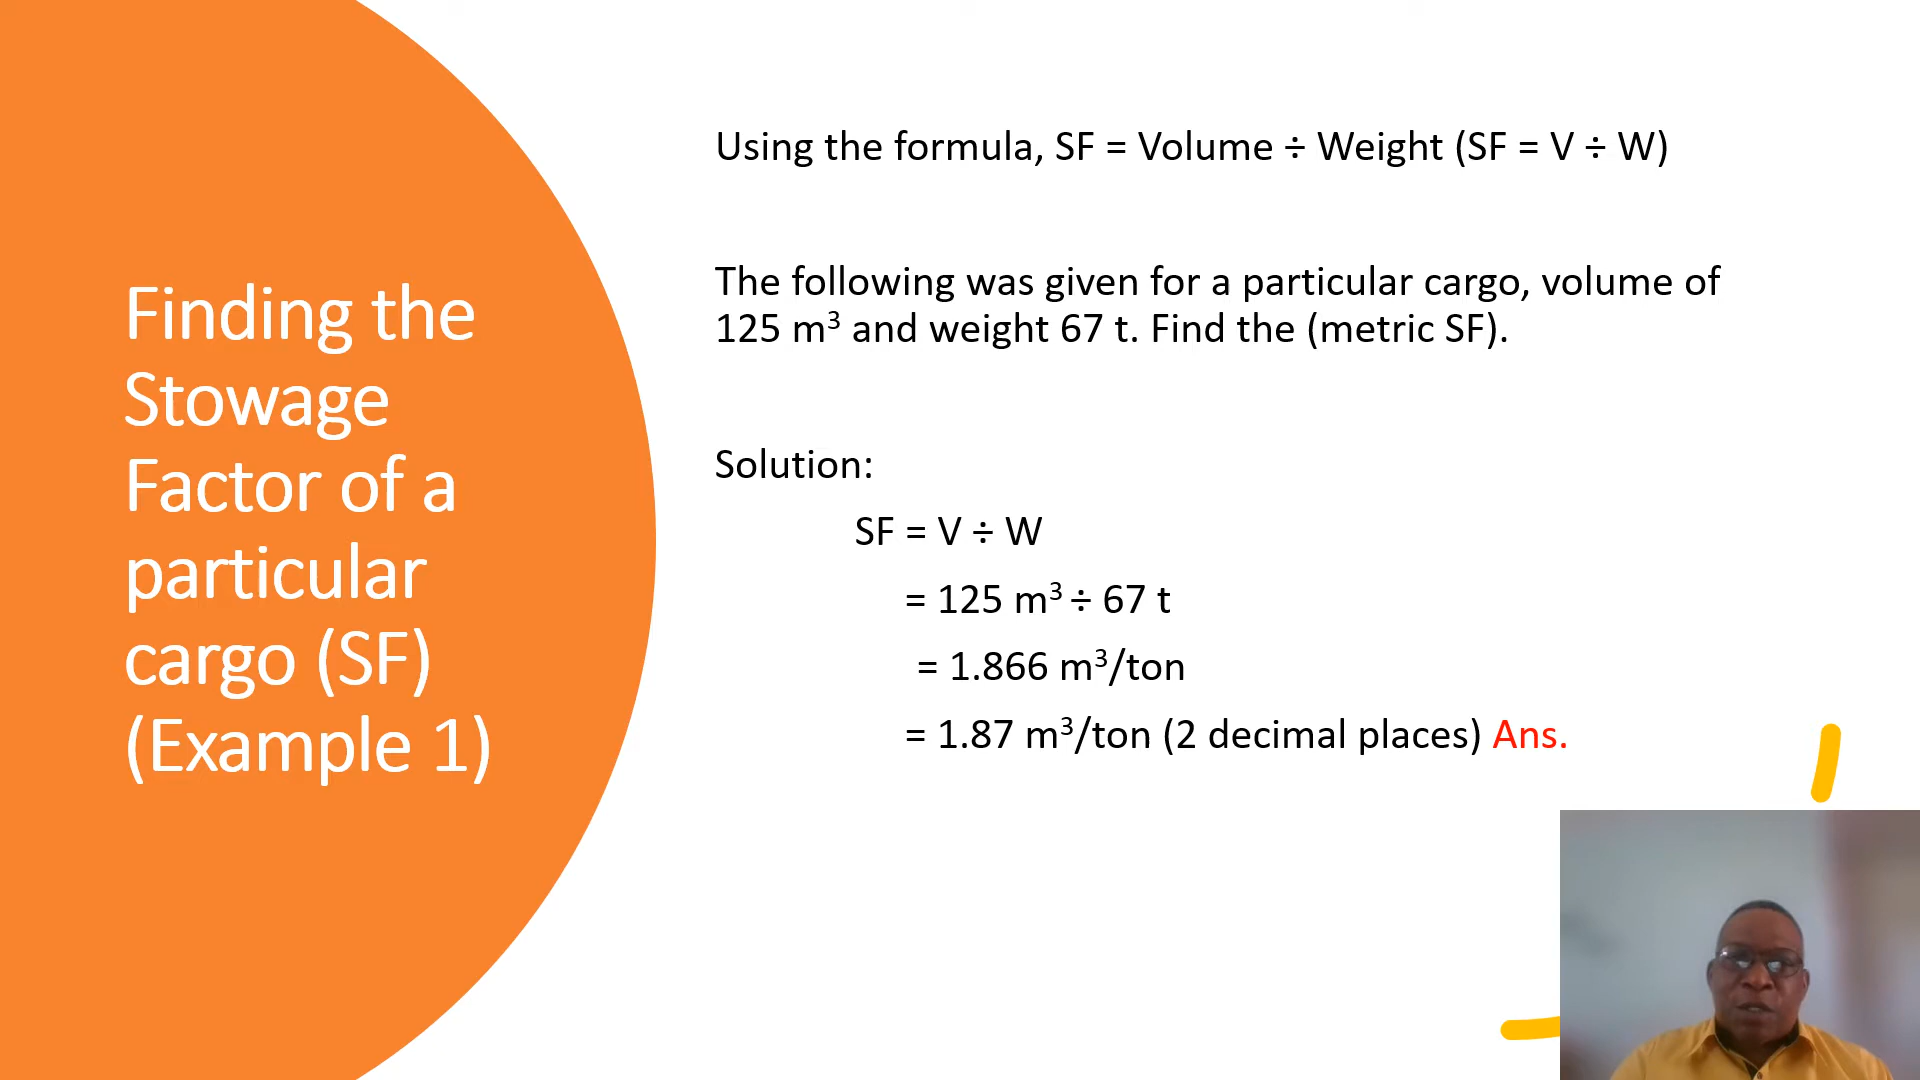 Finding the
Stowage
Factor of a
particular
cargo (SF)
(Example 1)
Using the formula, SF = Volume ÷ Weight (SF = V ÷ W)
The following was given for a particular cargo, volume of
125 m³ and weight 67 t. Find the (metric SF).
Solution:
SF = V ÷ W
= 125 m³ ÷ 67 t
= 1.866 m³/ton
= 1.87 m³/ton (2 decimal places) Ans.